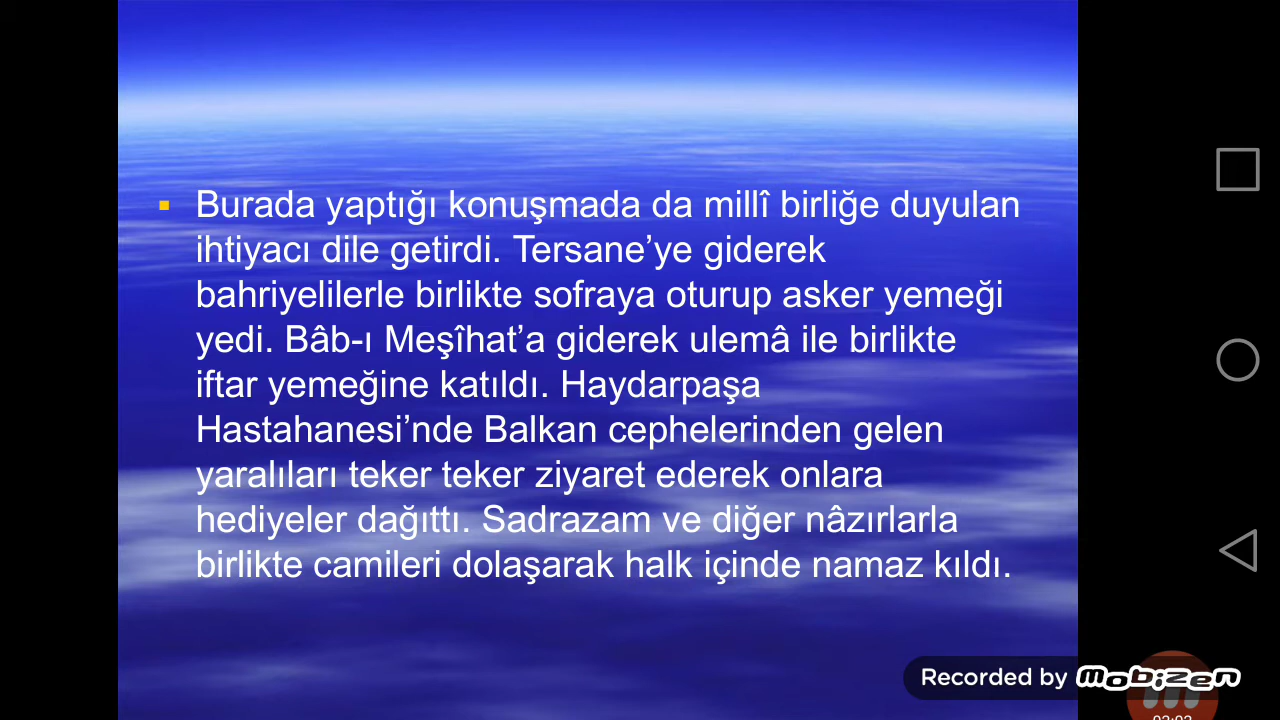 Burada yaptığı konuşmada da millî birliğe duyulan
ihtiyacı dile getirdi. Tersane’ye giderek
bahriyelilerle birlikte sofraya oturup asker yemeği
yedi. Bâb-ı Meşîhat’a giderek ulemâ ile birlikte
iftar yemeğine katıldı. Haydarpaşa
Hastahanesi’nde Balkan cephelerinden gelen
yaralıları teker teker ziyaret ederek onlara
hediyeler dağıttı. Sadrazam ve diğer nâzırlarla
birlikte camileri dolaşarak halk içinde namaz kıldı.
Recorded by mobizen